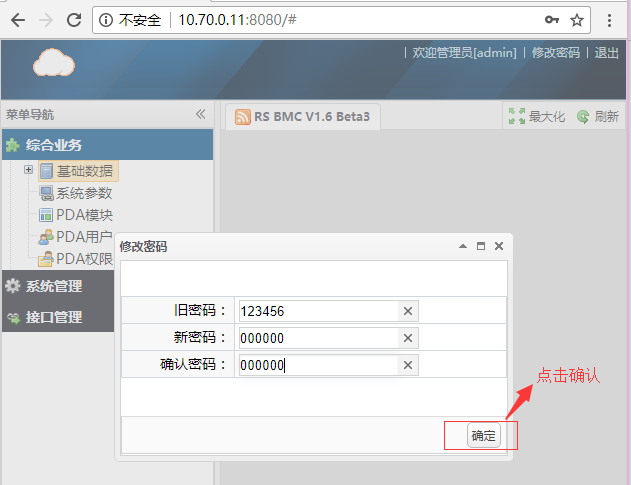 不安全 | 10.70.0.11:8080/#
| 欢迎管理员[admin] | 修改密码 | 退出
菜单导航
RS BMC V1.6 Beta3
最大化 刷新
综合业务
基础数据
系统参数
PDA模块
PDA用户
PDA权限
系统管理
接口管理
修改密码
旧密码： 123456
新密码： 000000
确认密码： 000000
点击确认
确定